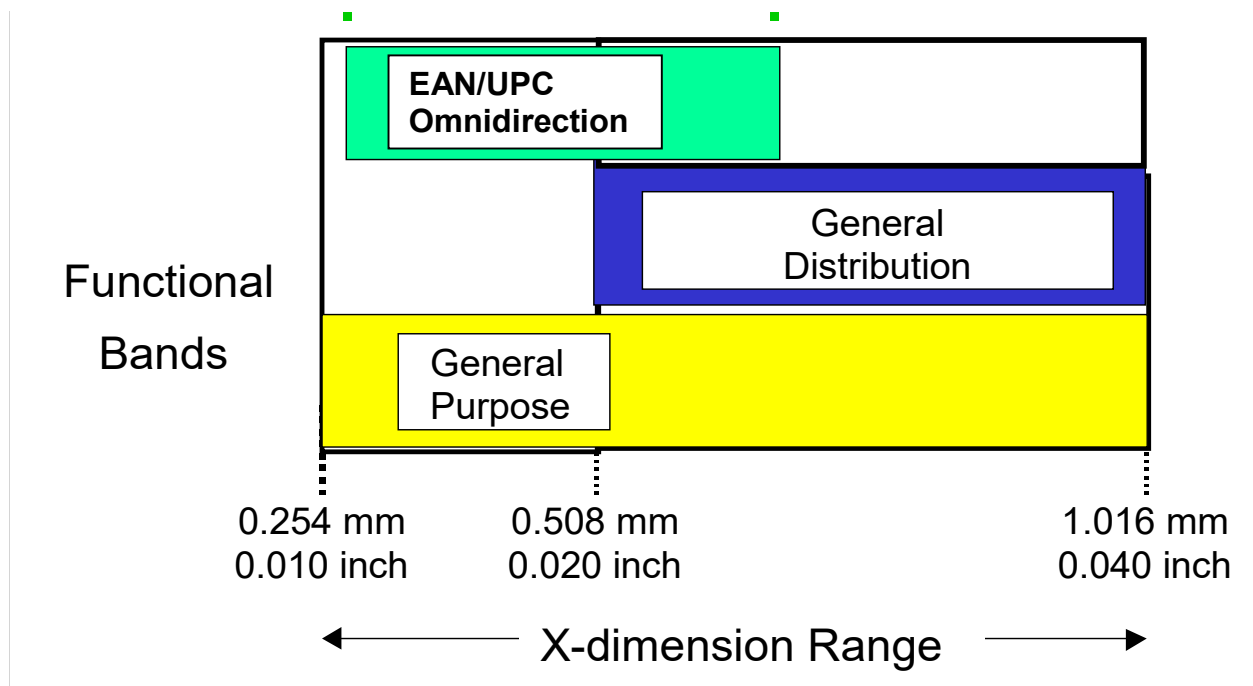 EAN/UPC
Omnidirection
General
Distribution
Functional
Bands
General
Purpose
0.254 mm
0.010 inch
0.508 mm
0.020 inch
1.016 mm
0.040 inch
X-dimension Range